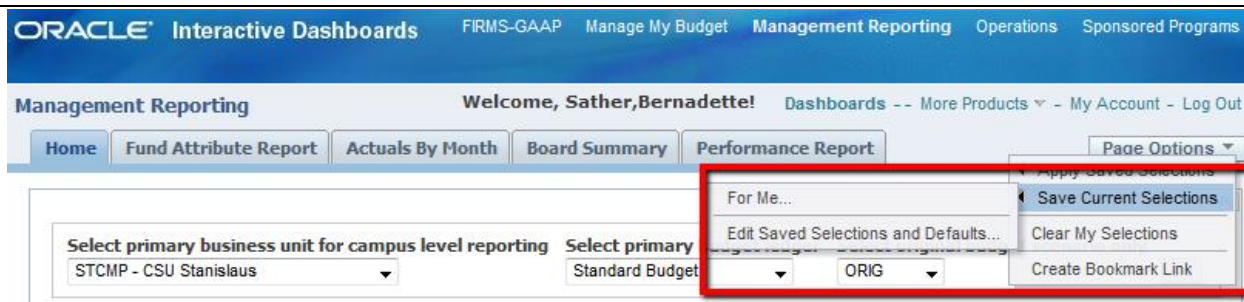 ORACLE Interactive Dashboards FIRMS-GAAP Manage My Budget Management Reporting Operations Sponsored Programs
Management Reporting Welcome, Sather,Bernadette! Dashboards -- More Products - My Account - Log Out
Home Fund Attribute Report Actuals By Month Board Summary Performance Report Page Options
Apply Saved Selections
For Me... Save Current Selections
Edit Saved Selections and Defaults... Clear My Selections
Create Bookmark Link
Select primary business unit for campus level reporting Select primary
STCMP - CSU Stanislaus Standard Budget ORIG